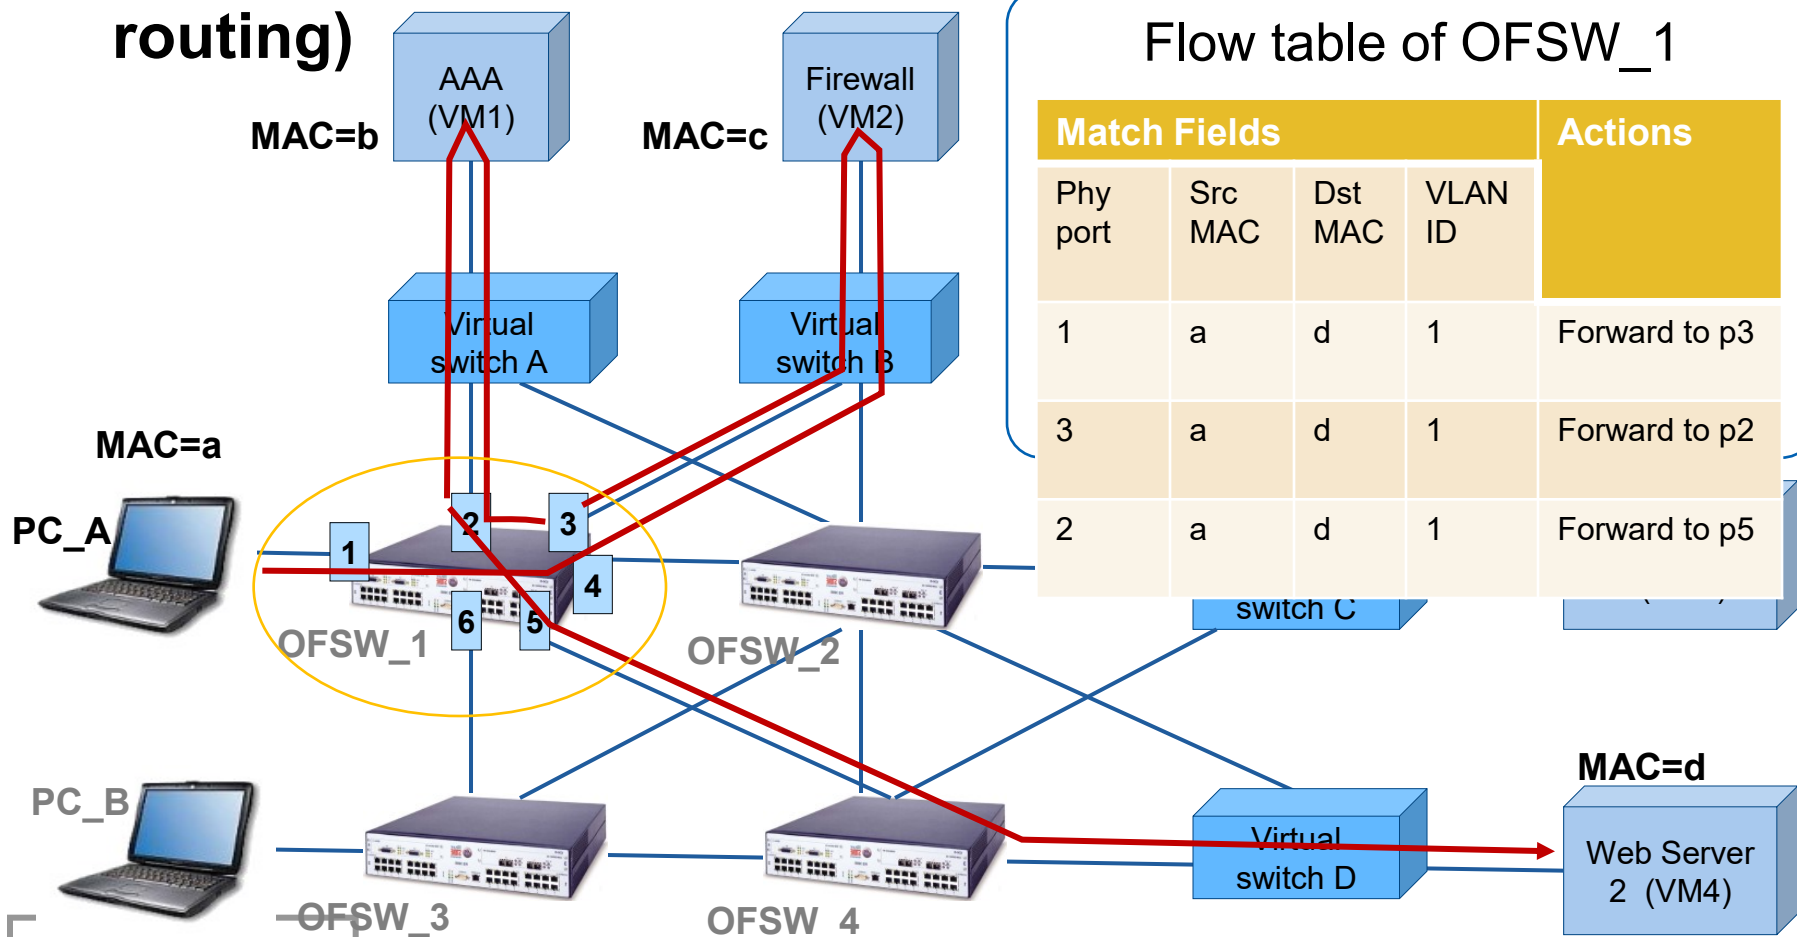 routing)
AAA
(VM1)
MAC=b
Firewall
(VM2)
MAC=c
Flow table of OFSW_1
Match Fields
Actions
Phy
port
Src
MAC
Dst
MAC
VLAN
ID
1
a
d
1
Forward to p3
3
a
d
1
Forward to p2
2
a
d
1
Forward to p5
Virtual
switch A
Virtual
switch B
MAC=a
PC_A
1
2
3
4
5
6
OFSW_1
OFSW_2
switch C
PC_B
OFSW_3
OFSW_4
Virtual
switch D
MAC=d
Web Server
2 (VM4)